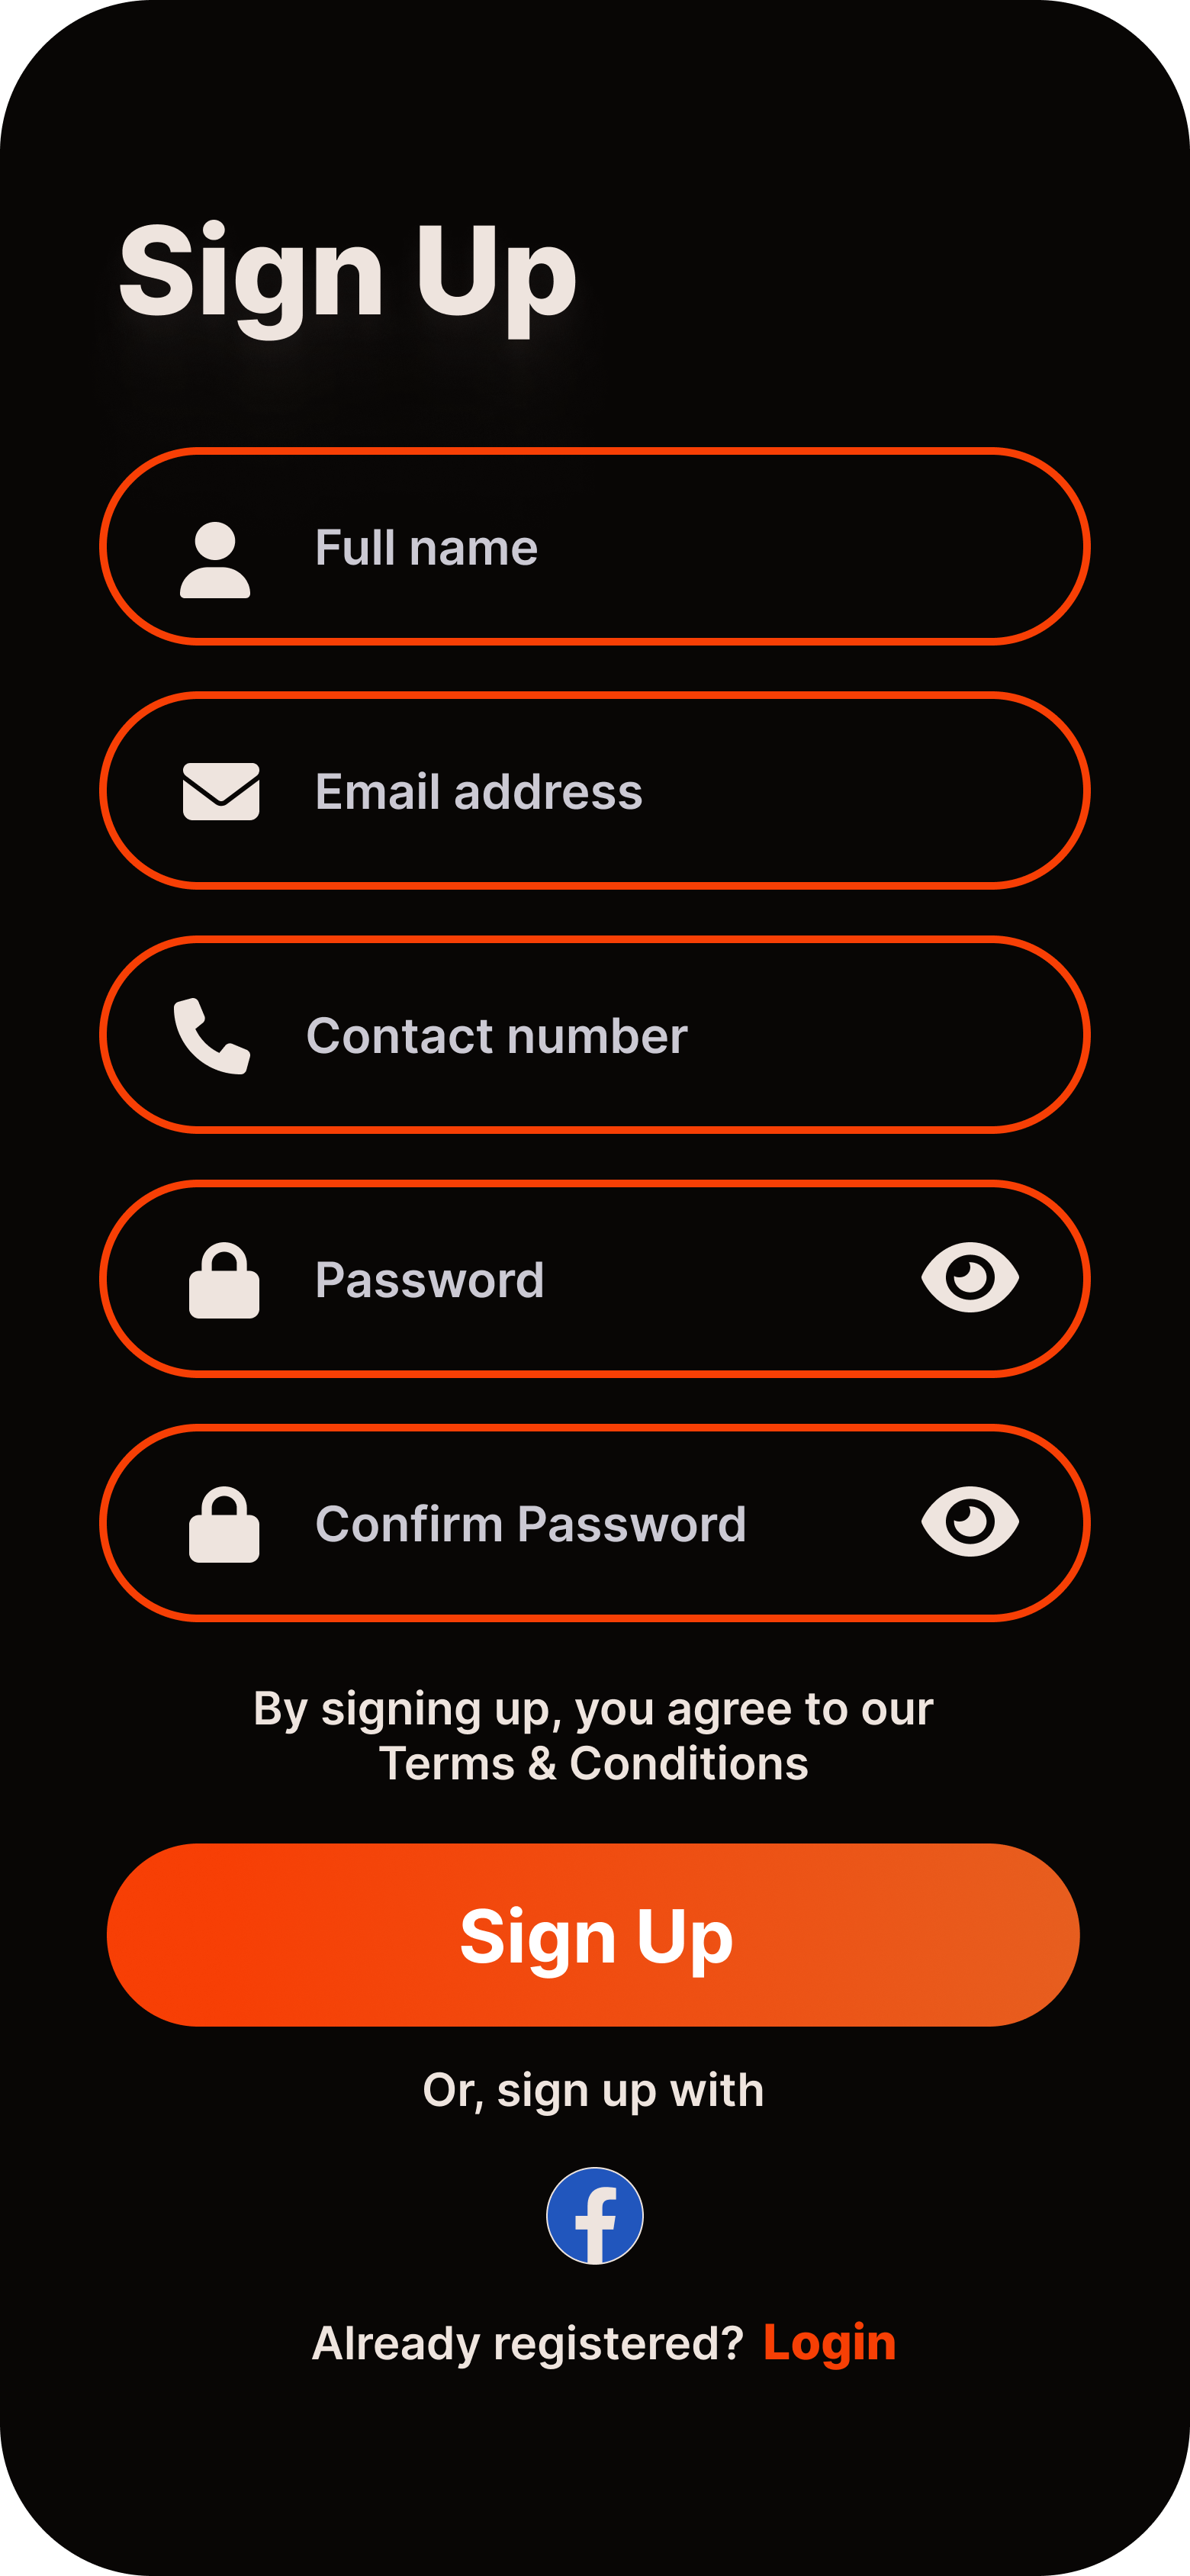 Sign Up
Full name
Email address
Contact number
Password
Confirm Password
By signing up, you agree to our
Terms & Conditions
Sign Up
Or, sign up with
Already registered? Login